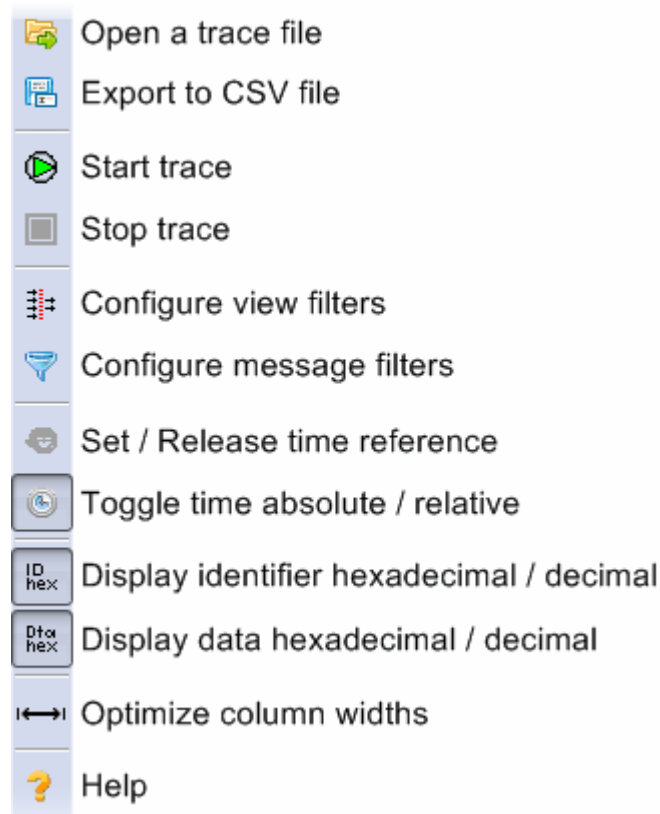 Open a trace file
Export to CSV file
Start trace
Stop trace
Configure view filters
Configure message filters
Set / Release time reference
Toggle time absolute / relative
ID
hex
Display identifier hexadecimal / decimal
Dta
hex
Display data hexadecimal / decimal
Optimize column widths
Help